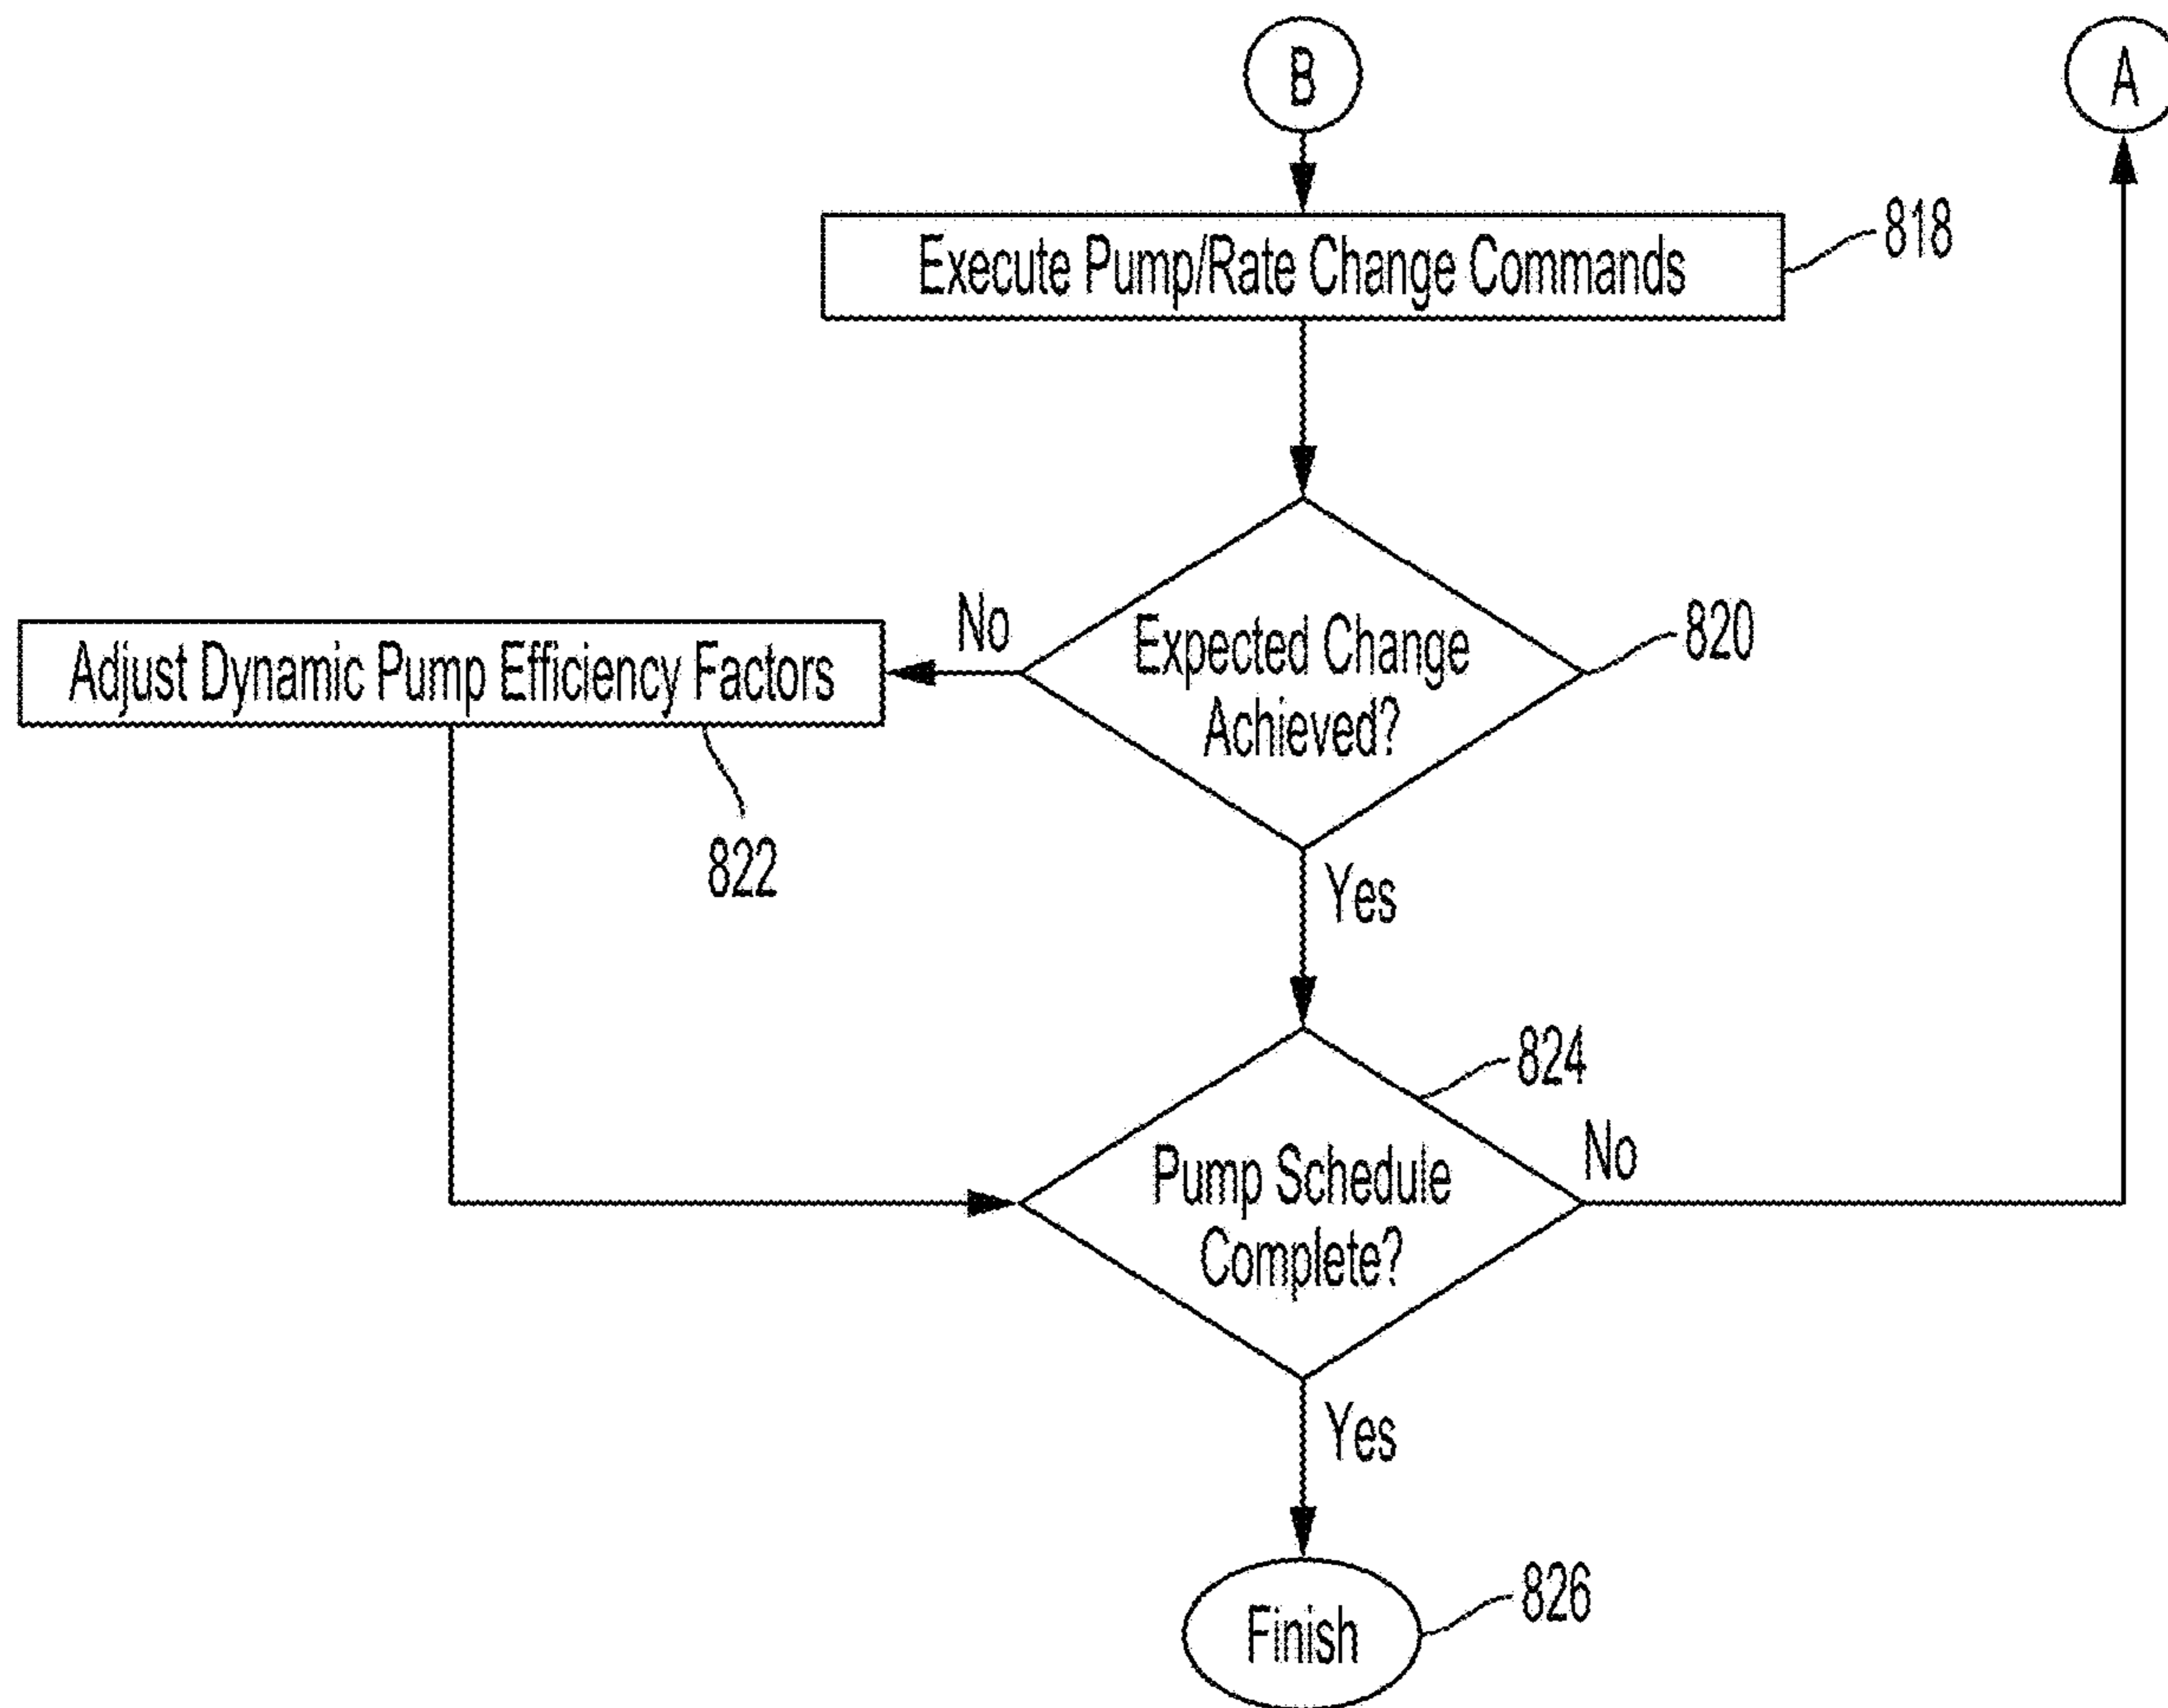 B
A
Execute Pump/Rate Change Commands
818
Expected Change
Achieved?
820
No
Adjust Dynamic Pump Efficiency Factors
822
Yes
824
Pump Schedule
Complete?
No
Yes
Finish
826